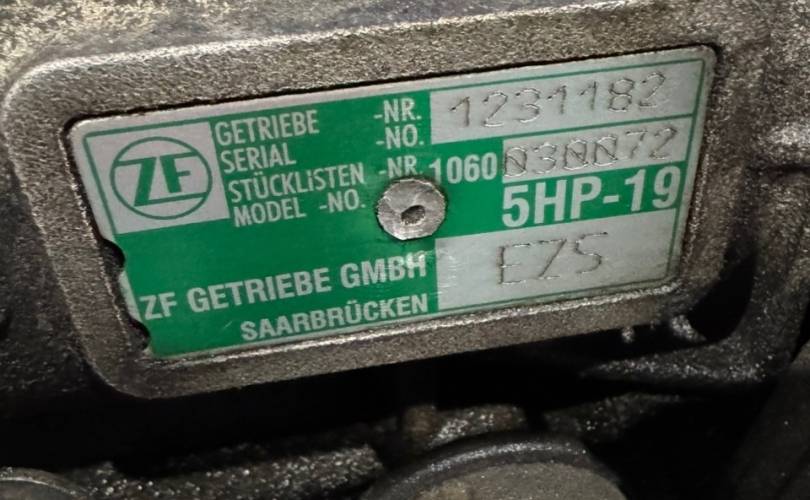 ZF
GETRIEBE -NR. 1231182
SERIAL -NO.
STÜCKLISTEN -NR 1060 030072
MODEL -NO.
5HP-19
ZF GETRIEBE GMBH EZS
SAARBRÜCKEN